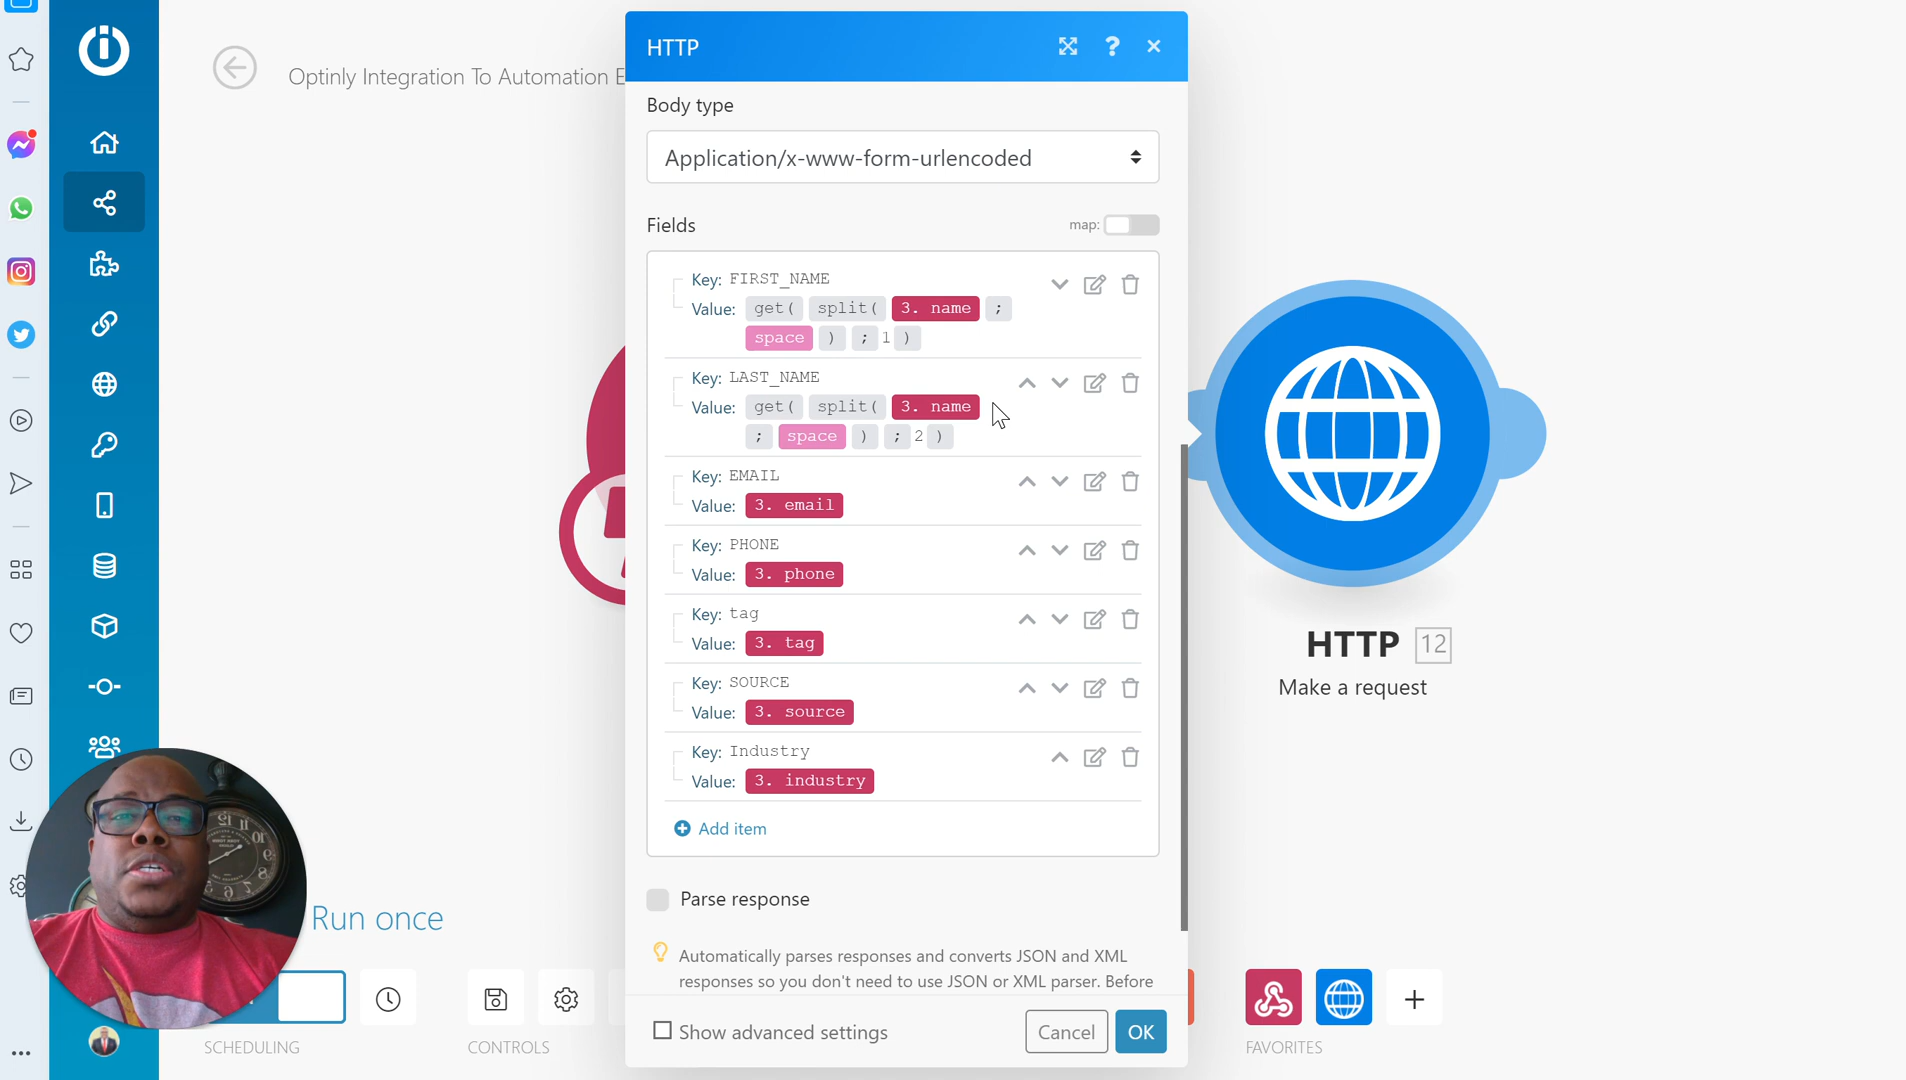 HTTP
?
Optinly Integration To Automation E
Body type
Application/x-www-form-urlencoded
Fields
map:
Key: FIRST_NAME
Value: get( split( 3. name ;
space ) ; 1 )
Key: LAST_NAME
Value: get( split( 3. name
; space ) ; 2 )
Key: EMAIL
Value: 3. email
Key: PHONE
Value: 3. phone
Key: tag
Value: 3. tag
Key: SOURCE
Value: 3. source
Key: Industry
Value: 3. industry
Add item
HTTP 12
Make a request
Parse response
Run once
Automatically parses responses and converts JSON and XML
responses so you don't need to use JSON or XML parser. Before
Show advanced settings
Cancel
OK
SCHEDULING
CONTROLS
FAVORITES